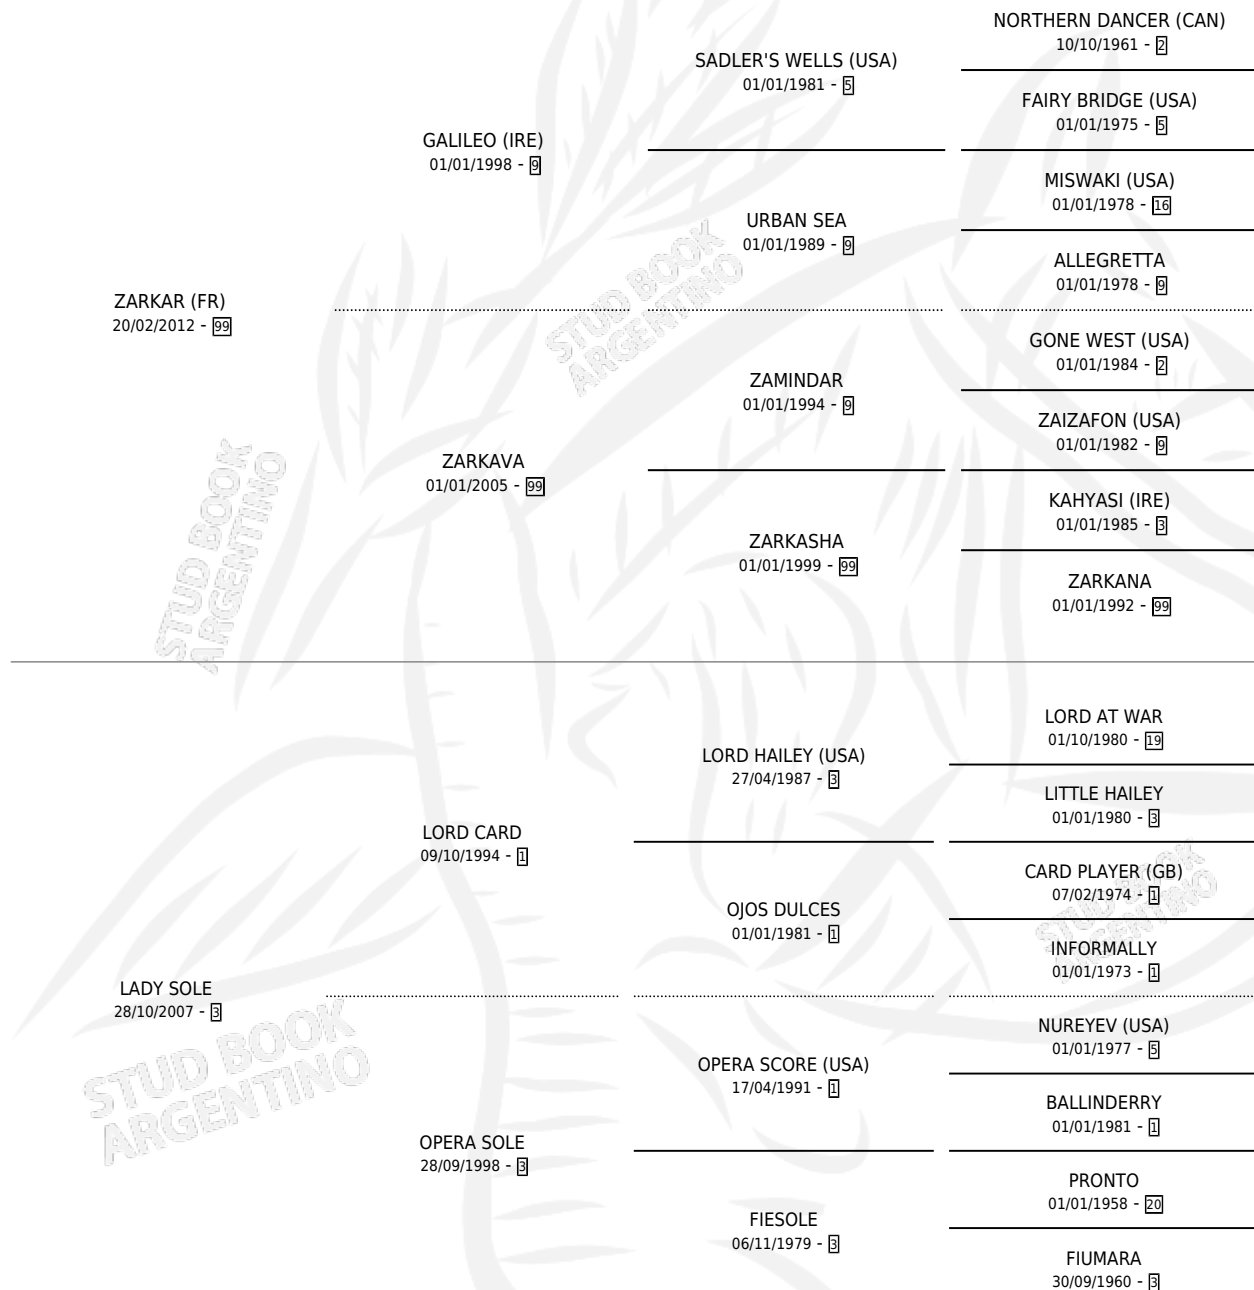 NORTHERN DANCER (CAN)
10/10/1961 - 2
SADLER'S WELLS (USA)
01/01/1981 - 5
FAIRY BRIDGE (USA)
01/01/1975 - 5
GALILEO (IRE)
01/01/1998 - 9
MISWAKI (USA)
01/01/1978 - 16
URBAN SEA
01/01/1989 - 9
ALLEGRETTA
01/01/1978 - 9
ZARKAR (FR)
20/02/2012 - 99
STUD BOOK
ARGENTINO
GONE WEST (USA)
01/01/1984 - 2
ZAMINDAR
01/01/1994 - 9
ZAIZAFON (USA)
01/01/1982 - 9
ZARKAVA
01/01/2005 - 99
KAHYASI (IRE)
01/01/1985 - 3
ZARKASHA
01/01/1999 - 99
ZARKANA
01/01/1992 - 99
STUD BOOK
ARGENTINO
LORD AT WAR
01/10/1980 - 19
LORD HAILEY (USA)
27/04/1987 - 3
LITTLE HAILEY
01/01/1980 - 3
LORD CARD
09/10/1994 - 1
CARD PLAYER (GB)
07/02/1974 - 1
STUD BOOK
ARGENTINO
OJOS DULCES
01/01/1981 - 1
INFORMALLY
01/01/1973 - 1
LADY SOLE
28/10/2007 - 3
STUD BOOK
ARGENTINO
NUREYEV (USA)
01/01/1977 - 5
OPERA SCORE (USA)
17/04/1991 - 1
BALLINDERRY
01/01/1981 - 1
OPERA SOLE
28/09/1998 - 3
PRONTO
01/01/1958 - 20
FIESOLE
06/11/1979 - 3
FIUMARA
30/09/1960 - 3